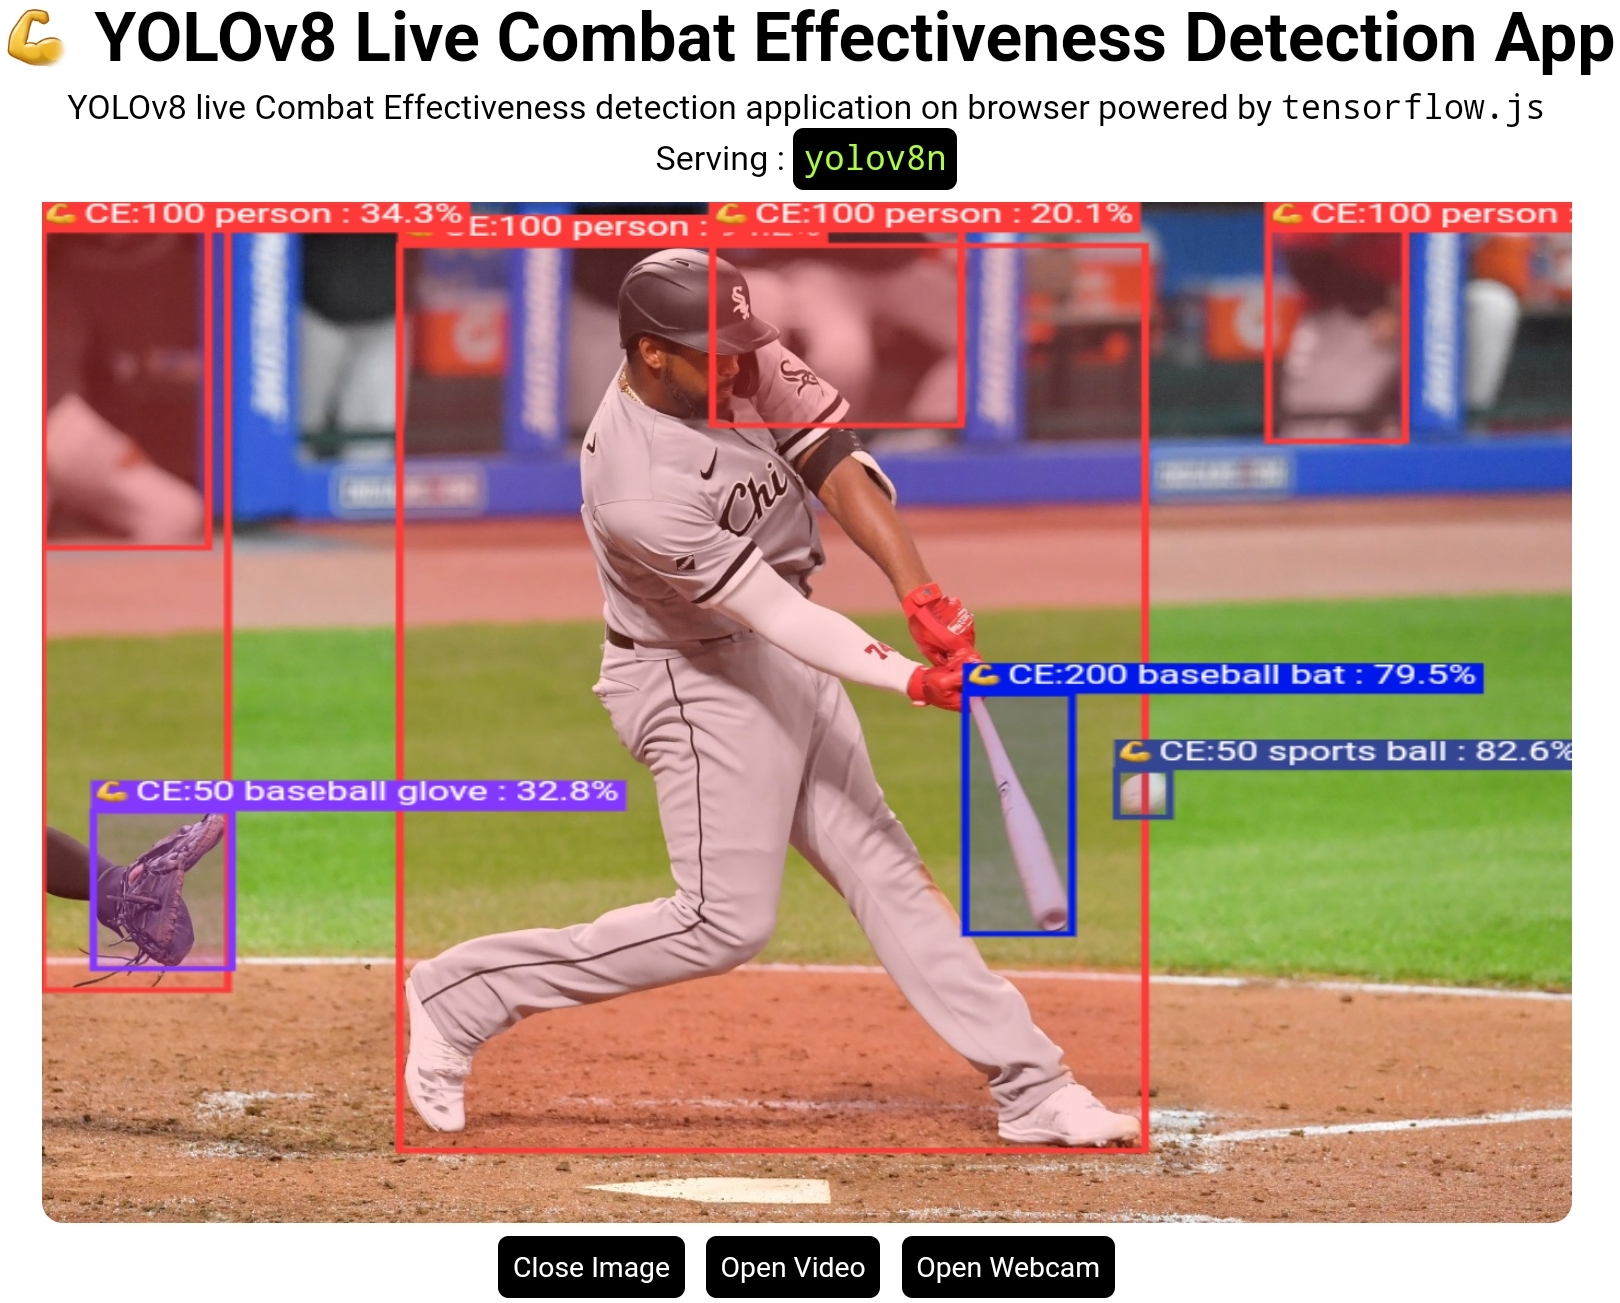 💪 YOLOv8 Live Combat Effectiveness Detection App
YOLOv8 live Combat Effectiveness detection application on browser powered by tensorflow.js
Serving : yolov8n
💪 CE:100 person : 34.3%
CE:100 person :
💪 CE:100 person : 20.1%
💪 CE:100 person :
Chi
74
💪 CE:200 baseball bat : 79.5%
💪 CE:50 sports ball : 82.6%
💪 CE:50 baseball glove : 32.8%
Close Image
Open Video
Open Webcam